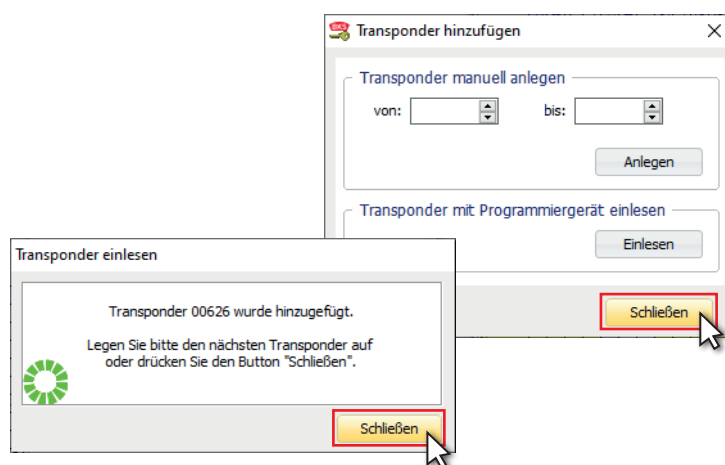 BKS
Transponder hinzufügen
Transponder manuell anlegen
von:
bis:
Anlegen
Transponder mit Programmiergerät einlesen
Einlesen
Schließen
Transponder einlesen
Transponder 00626 wurde hinzugefügt.
Legen Sie bitte den nächsten Transponder auf
oder drücken Sie den Button "Schließen".
Schließen